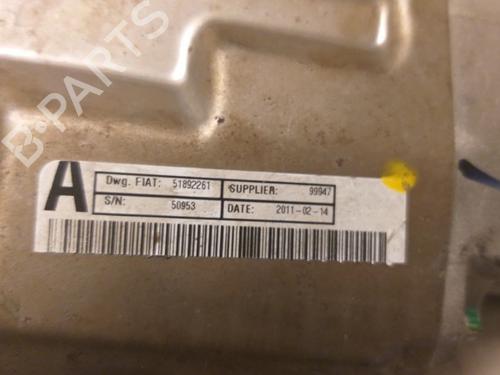 B-PARTS
A
Dwg. FIAT: 51892261 SUPPLIER: 99947
S/N: 50953 DATE: 2011-02-14